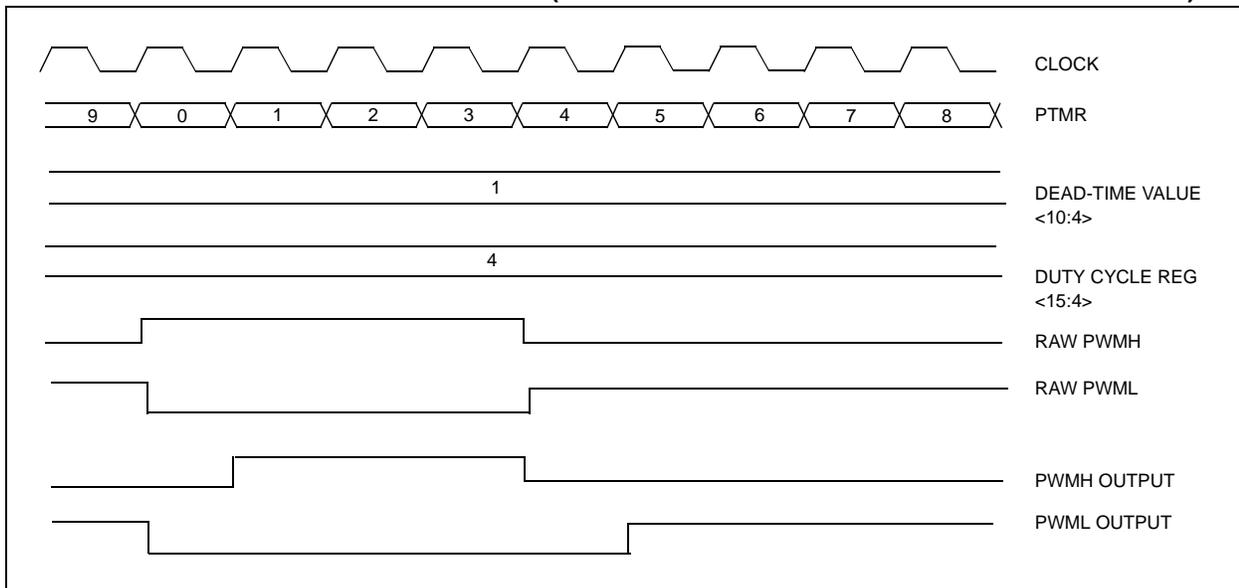 CLOCK
9 0 1 2 3 4 5 6 7 8
PTMR
1
DEAD-TIME VALUE
<10:4>
4
DUTY CYCLE REG
<15:4>
RAW PWMH
RAW PWML
PWMH OUTPUT
PWML OUTPUT